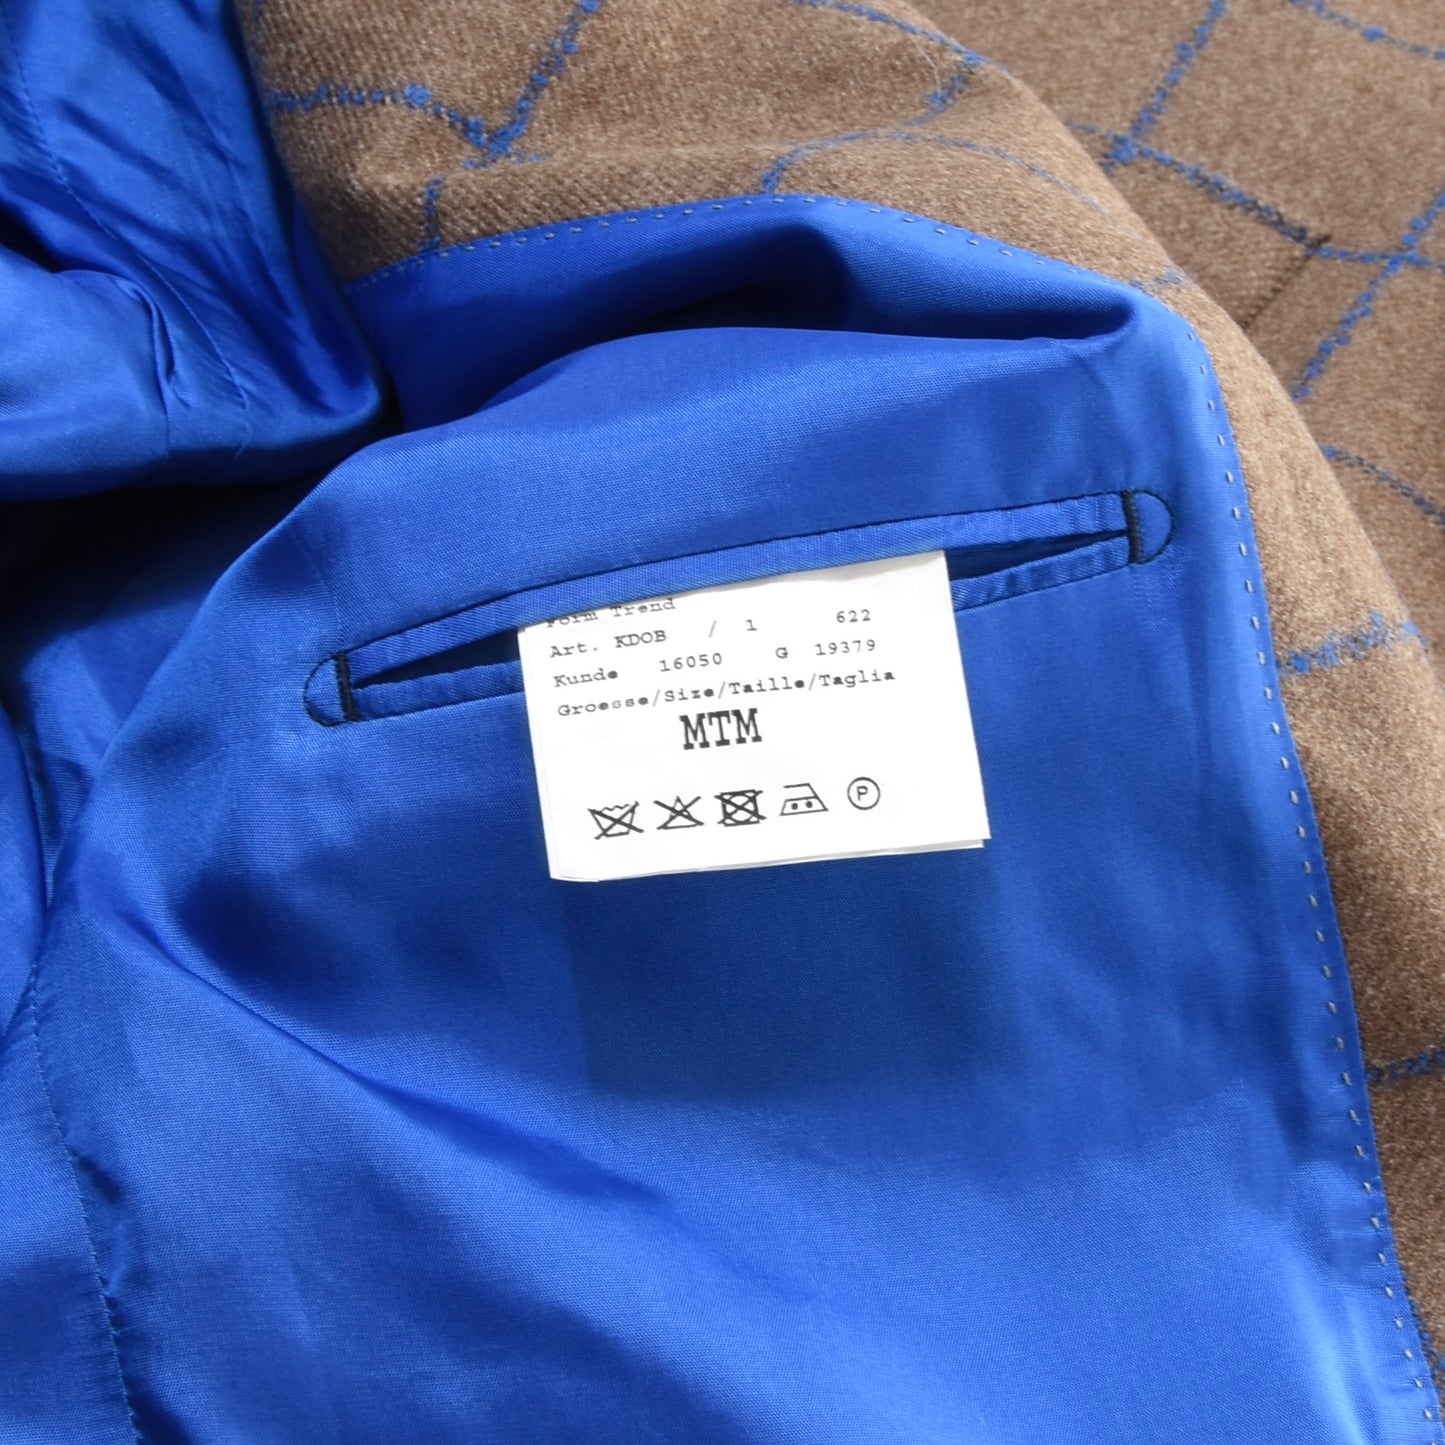 Form Trend
Art. KDOB / 1 622
Kunde 16050 G 19379
Groesse/Size/Taille/Taglia
MTM
P